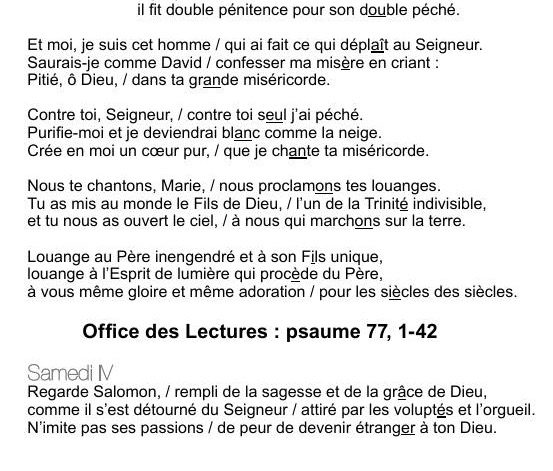 il fit double pénitence pour son double péché.
Et moi, je suis cet homme / qui ai fait ce qui déplaît au Seigneur.
Saurais-je comme David / confesser ma misère en criant :
Pitié, ô Dieu, / dans ta grande miséricorde.
Contre toi, Seigneur, / contre toi seul j’ai péché.
Purifie-moi et je deviendrai blanc comme la neige.
Crée en moi un cœur pur, / que je chante ta miséricorde.
Nous te chantons, Marie, / nous proclamons tes louanges.
Tu as mis au monde le Fils de Dieu, / l’un de la Trinité indivisible,
et tu nous as ouvert le ciel, / à nous qui marchons sur la terre.
Louange au Père inengendré et à son Fils unique,
louange à l’Esprit de lumière qui procède du Père,
à vous même gloire et même adoration / pour les siècles des siècles.
Office des Lectures : psaume 77, 1-42
Samedi IV
Regarde Salomon, / rempli de la sagesse et de la grâce de Dieu,
comme il s’est détourné du Seigneur / attiré par les voluptés et l’orgueil.
N’imite pas ses passions / de peur de devenir étranger à ton Dieu.